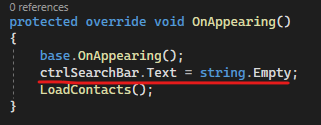 0 references
protected override void OnAppearing()
{
base.OnAppearing();
ctrlSearchBar.Text = string.Empty;
LoadContacts();
}